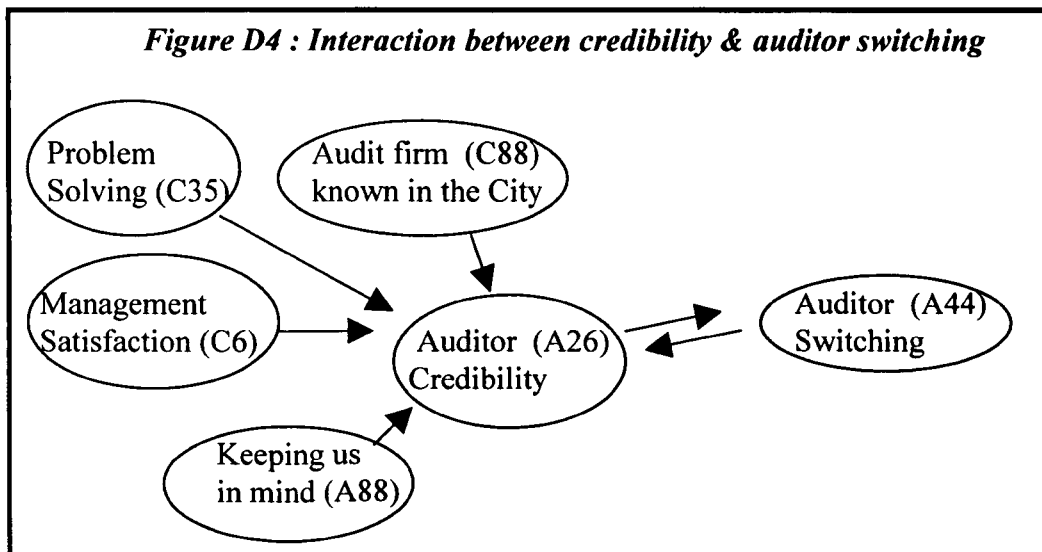 Figure D4 : Interaction between credibility & auditor switching
Problem
Solving (C35)
Audit firm (C88)
known in the City
Management
Satisfaction (C6)
Auditor (A26)
Credibility
Auditor (A44)
Switching
Keeping us
in mind (A88)